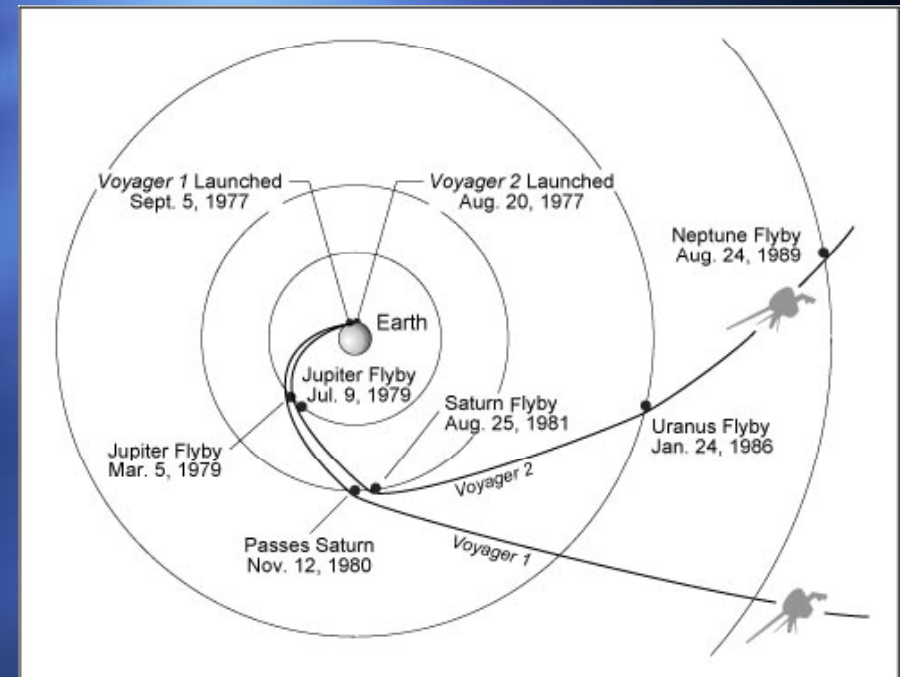 Voyager 1 Launched
Sept. 5, 1977
Voyager 2 Launched
Aug. 20, 1977
Neptune Flyby
Aug. 24, 1989
Earth
Jupiter Flyby
Jul. 9, 1979
Saturn Flyby
Aug. 25, 1981
Uranus Flyby
Jan. 24, 1986
Jupiter Flyby
Mar. 5, 1979
Voyager 2
Passes Saturn
Nov. 12, 1980
Voyager 1